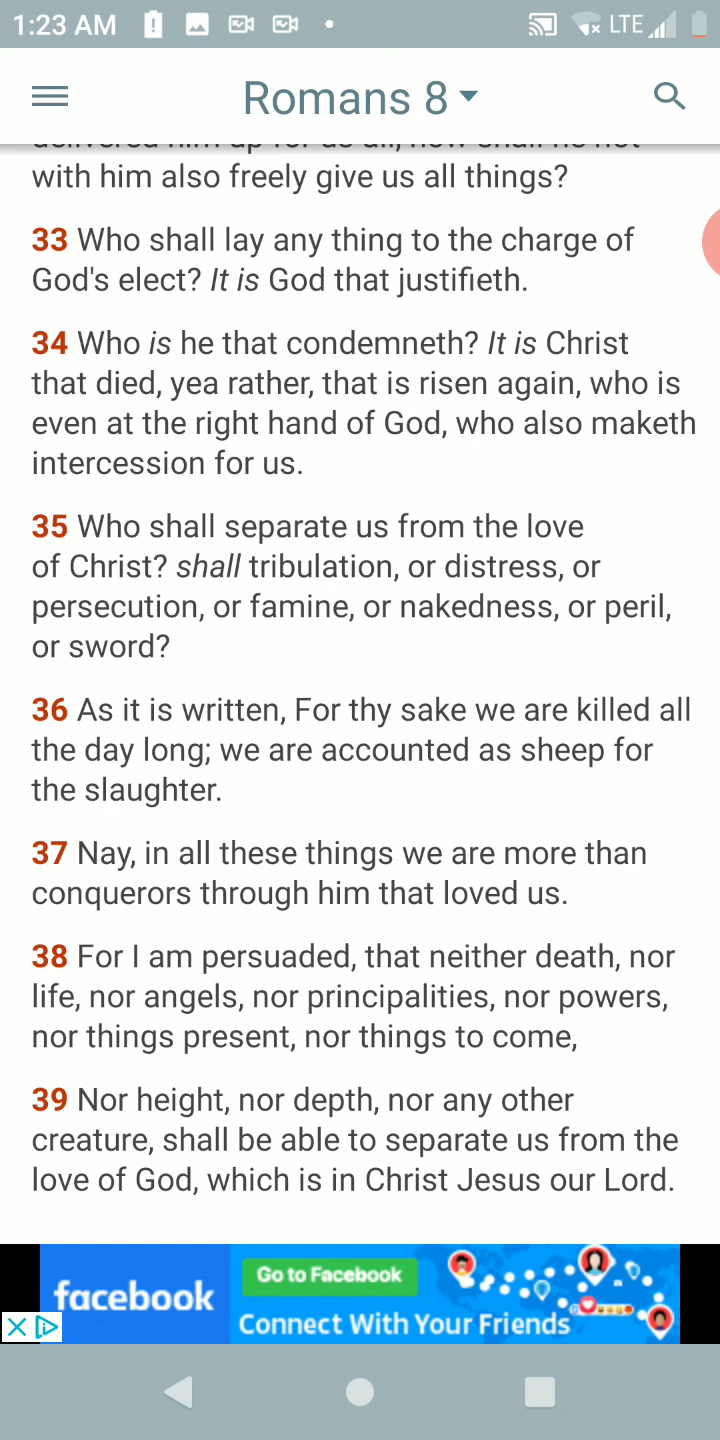 1:23 AM
LTE
Romans 8
with him also freely give us all things?
33 Who shall lay any thing to the charge of
God's elect? It is God that justifieth.
34 Who is he that condemneth? It is Christ
that died, yea rather, that is risen again, who is
even at the right hand of God, who also maketh
intercession for us.
35 Who shall separate us from the love
of Christ? shall tribulation, or distress, or
persecution, or famine, or nakedness, or peril,
or sword?
36 As it is written, For thy sake we are killed all
the day long; we are accounted as sheep for
the slaughter.
37 Nay, in all these things we are more than
conquerors through him that loved us.
38 For I am persuaded, that neither death, nor
life, nor angels, nor principalities, nor powers,
nor things present, nor things to come,
39 Nor height, nor depth, nor any other
creature, shall be able to separate us from the
love of God, which is in Christ Jesus our Lord.
facebook
Go to Facebook
Connect With Your Friends